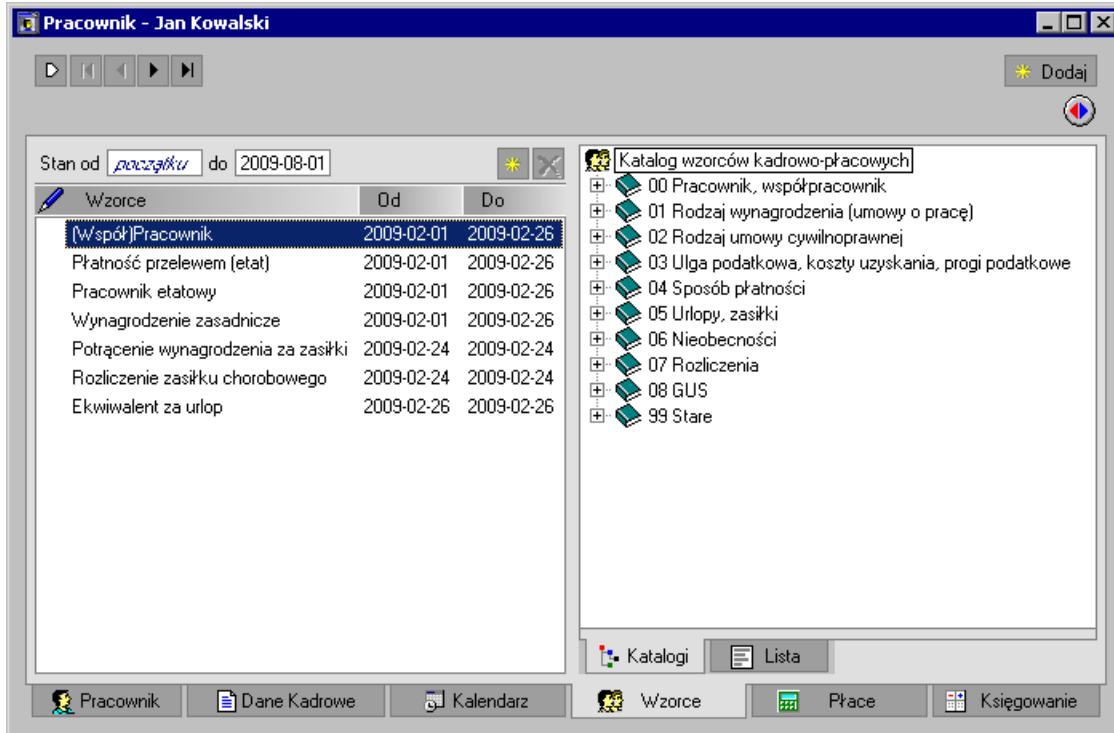 Pracownik - Jan Kowalski
Dodaj
Stan od początku do 2009-08-01
Wzorce Od Do
(Współ)Pracownik 2009-02-01 2009-02-26
Płatność przelewem (etat) 2009-02-01 2009-02-26
Pracownik etatowy 2009-02-01 2009-02-26
Wynagrodzenie zasadnicze 2009-02-01 2009-02-26
Potrącenie wynagrodzenia za zasiłki 2009-02-24 2009-02-24
Rozliczenie zasiłku chorobowego 2009-02-24 2009-02-24
Ekwiwalent za urlop 2009-02-26 2009-02-26
Katalog wzorców kadrowo-płacowych
00 Pracownik, współpracownik
01 Rodzaj wynagrodzenia (umowy o pracę)
02 Rodzaj umowy cywilnoprawnej
03 Ulga podatkowa, koszty uzyskania, progi podatkowe
04 Sposób płatności
05 Urlopy, zasiłki
06 Nieobecności
07 Rozliczenia
08 GUS
99 Stare
Katalogi Lista
Pracownik Dane Kadrowe Kalendarz Wzorce Płace Księgowanie